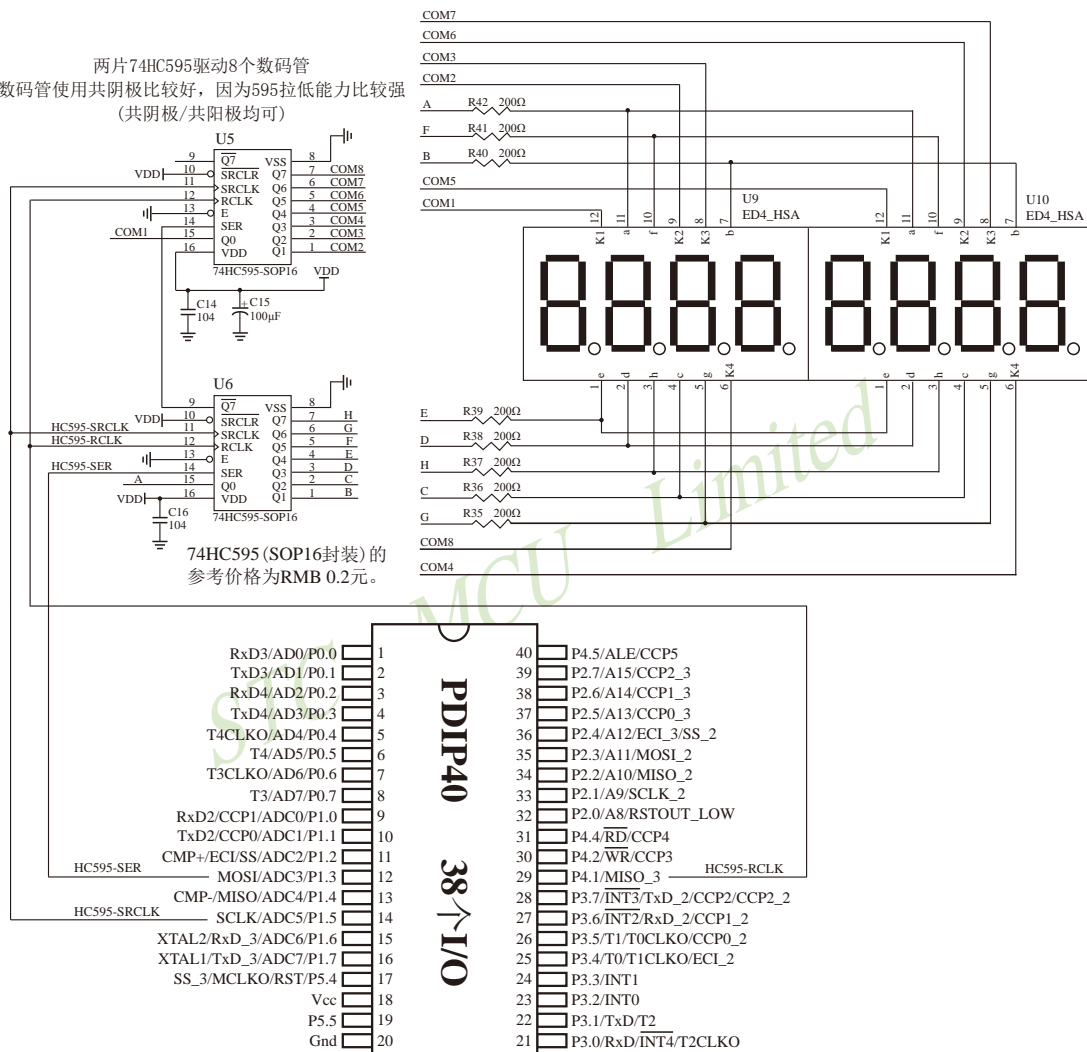 两片74HC595驱动8个数码管
数码管使用共阴极比较好，因为595拉低能力比较强
(共阴极/共阳极均可)
COM7
COM6
COM3
COM2
A R42 200Ω
F R41 200Ω
B R40 200Ω
COM5
COM1
U9
ED4_HSA
U10
ED4_HSA
12 11 10 9 8 7
K1 a f K2 K3 b
12 11 10 9 8 7
K1 a f K2 K3 b
e d h c g K4
1 2 3 4 5 6
e d h c g K4
1 2 3 4 5 6
U5
9 Q7 VSS 8
VDD 10 SRCLR Q7 7 COM8
11 SRCLK Q6 6 COM7
12 RCLK Q5 5 COM6
13 E Q4 4 COM5
14 SER Q3 3 COM4
COM1 15 Q0 Q2 2 COM3
16 VDD Q1 1 COM2
74HC595-SOP16
VDD
C14
104
+ C15
100μF
U6
9 Q7 VSS 8
VDD 10 SRCLR Q7 7 H
HC595-SRCLK 11 SRCLK Q6 6 G
HC595-RCLK 12 RCLK Q5 5 F
13 E Q4 4 E
HC595-SER 14 SER Q3 3 D
A 15 Q0 Q2 2 C
VDD 16 VDD Q1 1 B
74HC595-SOP16
C16
104
E R39 200Ω
D R38 200Ω
H R37 200Ω
C R36 200Ω
G R35 200Ω
COM8
COM4
74HC595(SOP16封装)的
参考价格为RMB 0.2元。
STC MCU Limited
PDIP40 38个I/O
RxD3/AD0/P0.0 1 40 P4.5/ALE/CCP5
TxD3/AD1/P0.1 2 39 P2.7/A15/CCP2_3
RxD4/AD2/P0.2 3 38 P2.6/A14/CCP1_3
TxD4/AD3/P0.3 4 37 P2.5/A13/CCP0_3
T4CLKO/AD4/P0.4 5 36 P2.4/A12/ECI_3/SS_2
T4/AD5/P0.5 6 35 P2.3/A11/MOSI_2
T3CLKO/AD6/P0.6 7 34 P2.2/A10/MISO_2
T3/AD7/P0.7 8 33 P2.1/A9/SCLK_2
RxD2/CCP1/ADC0/P1.0 9 32 P2.0/A8/RSTOUT_LOW
TxD2/CCP0/ADC1/P1.1 10 31 P4.4/RD/CCP4
CMP+/ECI/SS/ADC2/P1.2 11 30 P4.2/WR/CCP3
HC595-SER MOSI/ADC3/P1.3 12 29 P4.1/MISO_3 HC595-RCLK
CMP-/MISO/ADC4/P1.4 13 28 P3.7/INT3/TxD_2/CCP2/CCP2_2
HC595-SRCLK SCLK/ADC5/P1.5 14 27 P3.6/INT2/RxD_2/CCP1_2
XTAL2/RxD_3/ADC6/P1.6 15 26 P3.5/T1/T0CLKO/CCP0_2
XTAL1/TxD_3/ADC7/P1.7 16 25 P3.4/T0/T1CLKO/ECI_2
SS_3/MCLKO/RST/P5.4 17 24 P3.3/INT1
Vcc 18 23 P3.2/INT0
P5.5 19 22 P3.1/TxD/T2
Gnd 20 21 P3.0/RxD/INT4/T2CLKO